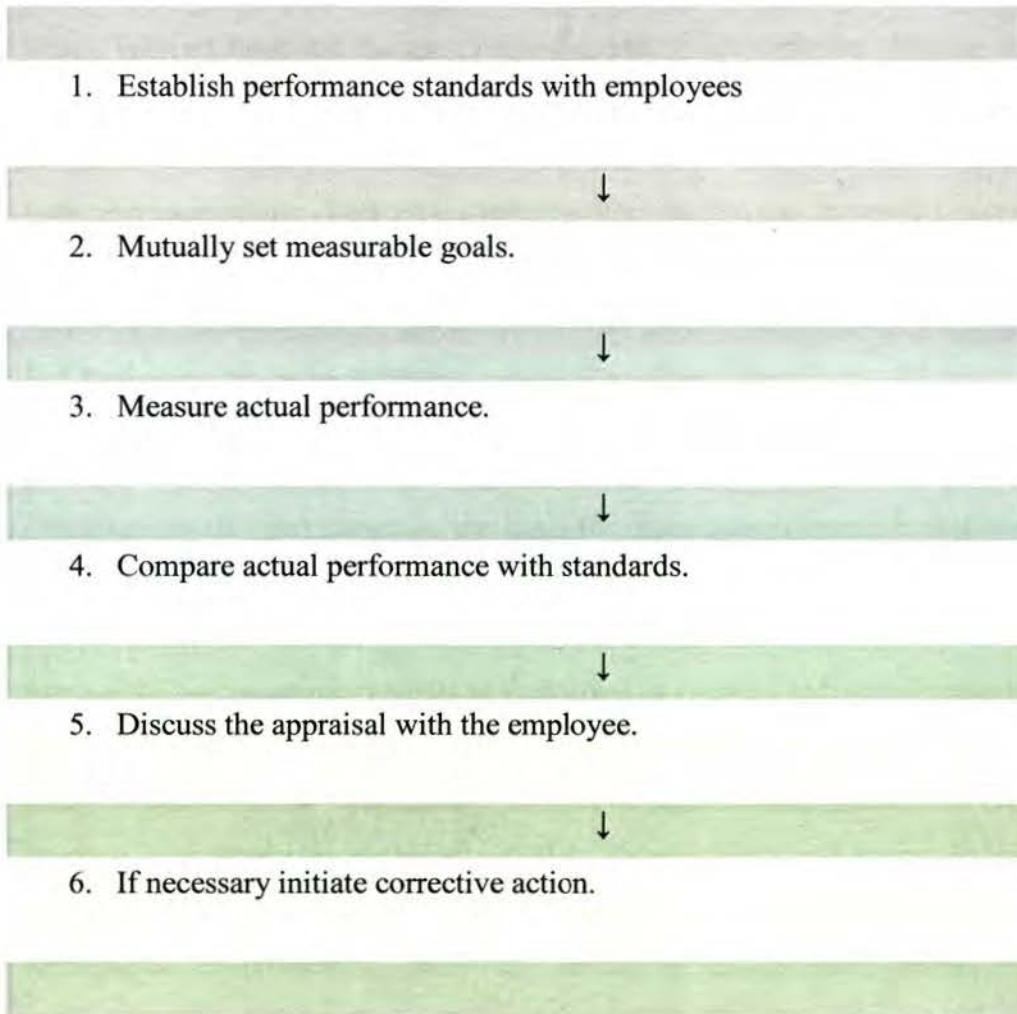 1. Establish performance standards with employees
↓
2. Mutually set measurable goals.
↓
3. Measure actual performance.
↓
4. Compare actual performance with standards.
↓
5. Discuss the appraisal with the employee.
↓
6. If necessary initiate corrective action.